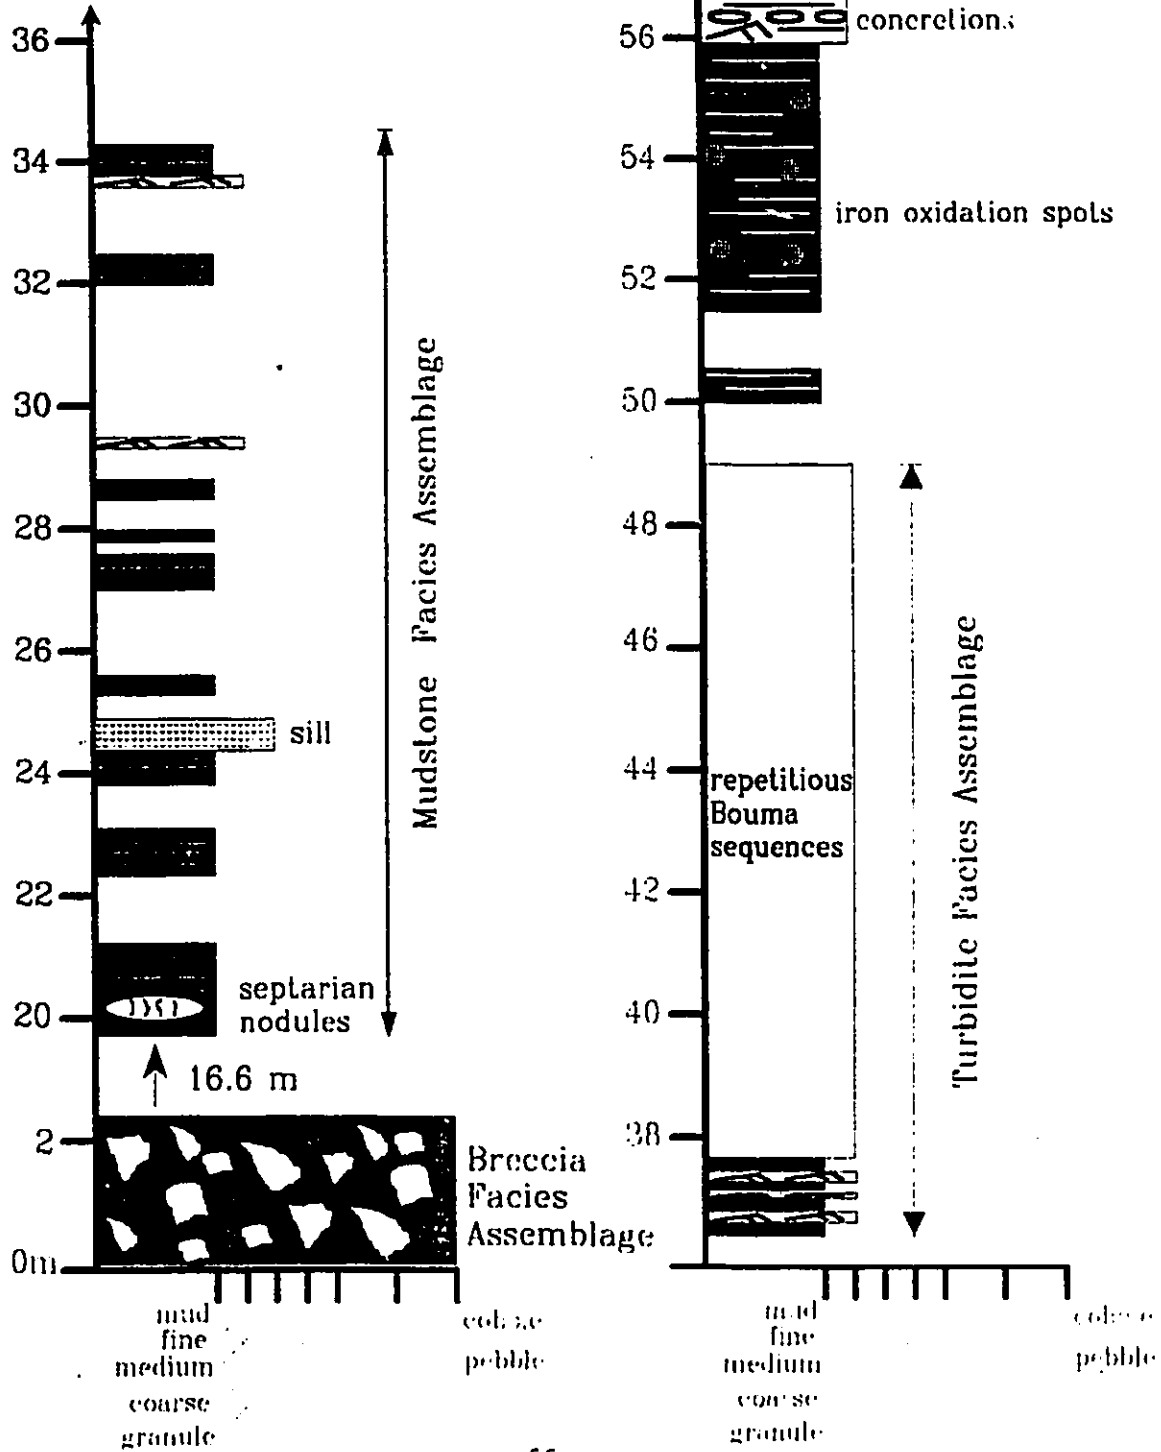 36
34
32
30
28
26
24
22
20
2
0m
Mudstone Facies Assemblage
sill
septarian
nodules
16.6 m
Breccia
Facies
Assemblage
mud
fine
medium
coarse
granule
pebble
56
54
52
50
48
46
44
42
40
38
concretions
iron oxidation spots
repetitious
Bouma
sequences
Turbidite Facies Assemblage
mud
fine
medium
coarse
granule
pebble